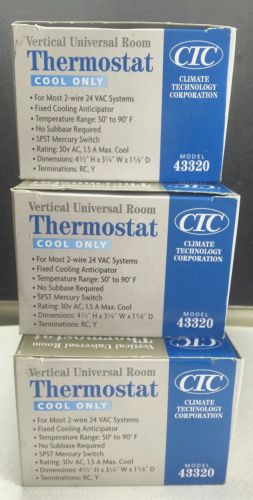 Vertical Universal Room
Thermostat
COOL ONLY
• For Most 2-wire 24 VAC Systems
• Fixed Cooling Anticipator
• Temperature Range: 50° to 90° F
• No Subbase Required
• SPST Mercury Switch
• Rating: 30v AC, 1.5 A Max. Cool
• Dimensions: 4½" H x 3¼" W x 1⅝" D
• Terminations: RC, Y
CTC
CLIMATE
TECHNOLOGY
CORPORATION
MODEL
43320
Vertical Universal Room
Thermostat
COOL ONLY
• For Most 2-wire 24 VAC Systems
• Fixed Cooling Anticipator
• Temperature Range: 50° to 90° F
• No Subbase Required
• SPST Mercury Switch
• Rating: 30v AC, 1.5 A Max. Cool
• Dimensions: 4½" H x 3¼" W x 1⅝" D
• Terminations: RC, Y
CTC
CLIMATE
TECHNOLOGY
CORPORATION
MODEL
43320
Vertical Universal Room
Thermostat
Vertical Universal Room
Thermostat
COOL ONLY
• For Most 2-wire 24 VAC Systems
• Fixed Cooling Anticipator
• Temperature Range: 50° to 90° F
• No Subbase Required
• SPST Mercury Switch
• Rating: 30v AC, 1.5 A Max. Cool
• Dimensions: 4½" H x 3¼" W x 1⅝" D
• Terminations: RC, Y
CTC
CLIMATE
TECHNOLOGY
CORPORATION
MODEL
43320